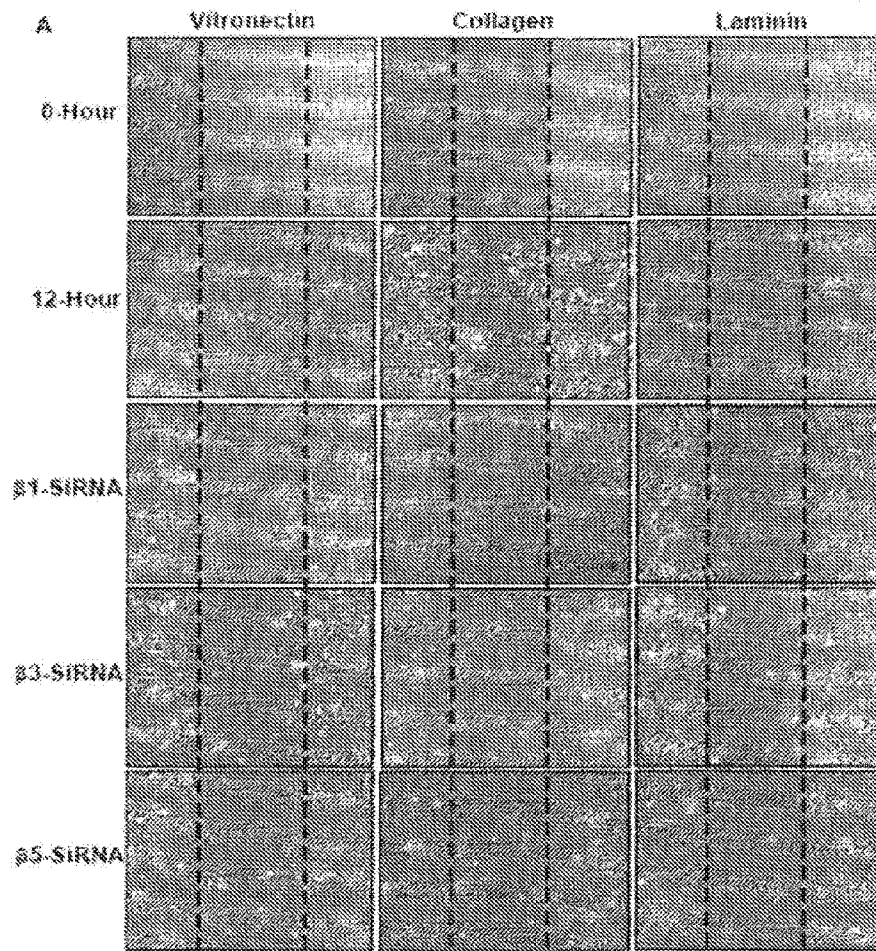 A
Vitronectin Collagen Laminin
0-Hour
12-Hour
β1-SiRNA
β3-SiRNA
β5-SiRNA